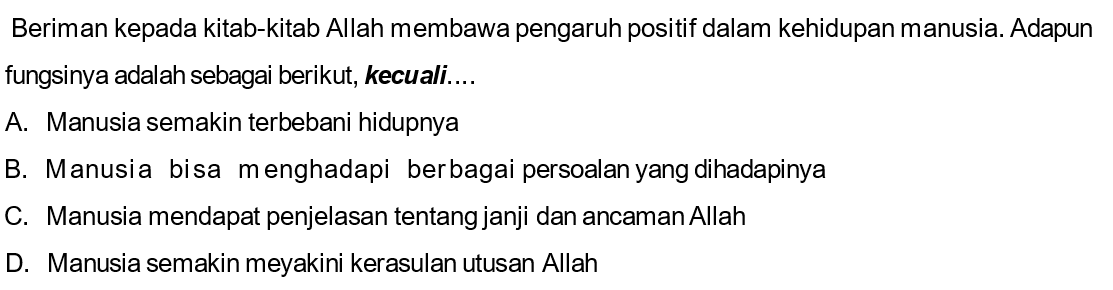 Beriman kepada kitab-kitab Allah membawa pengaruh positif dalam kehidupan manusia. Adapun
fungsinya adalah sebagai berikut, kecuali....
A. Manusia semakin terbebani hidupnya
B. Manusia bisa menghadapi berbagai persoalan yang dihadapinya
C. Manusia mendapat penjelasan tentang janji dan ancaman Allah
D. Manusia semakin meyakini kerasulan utusan Allah